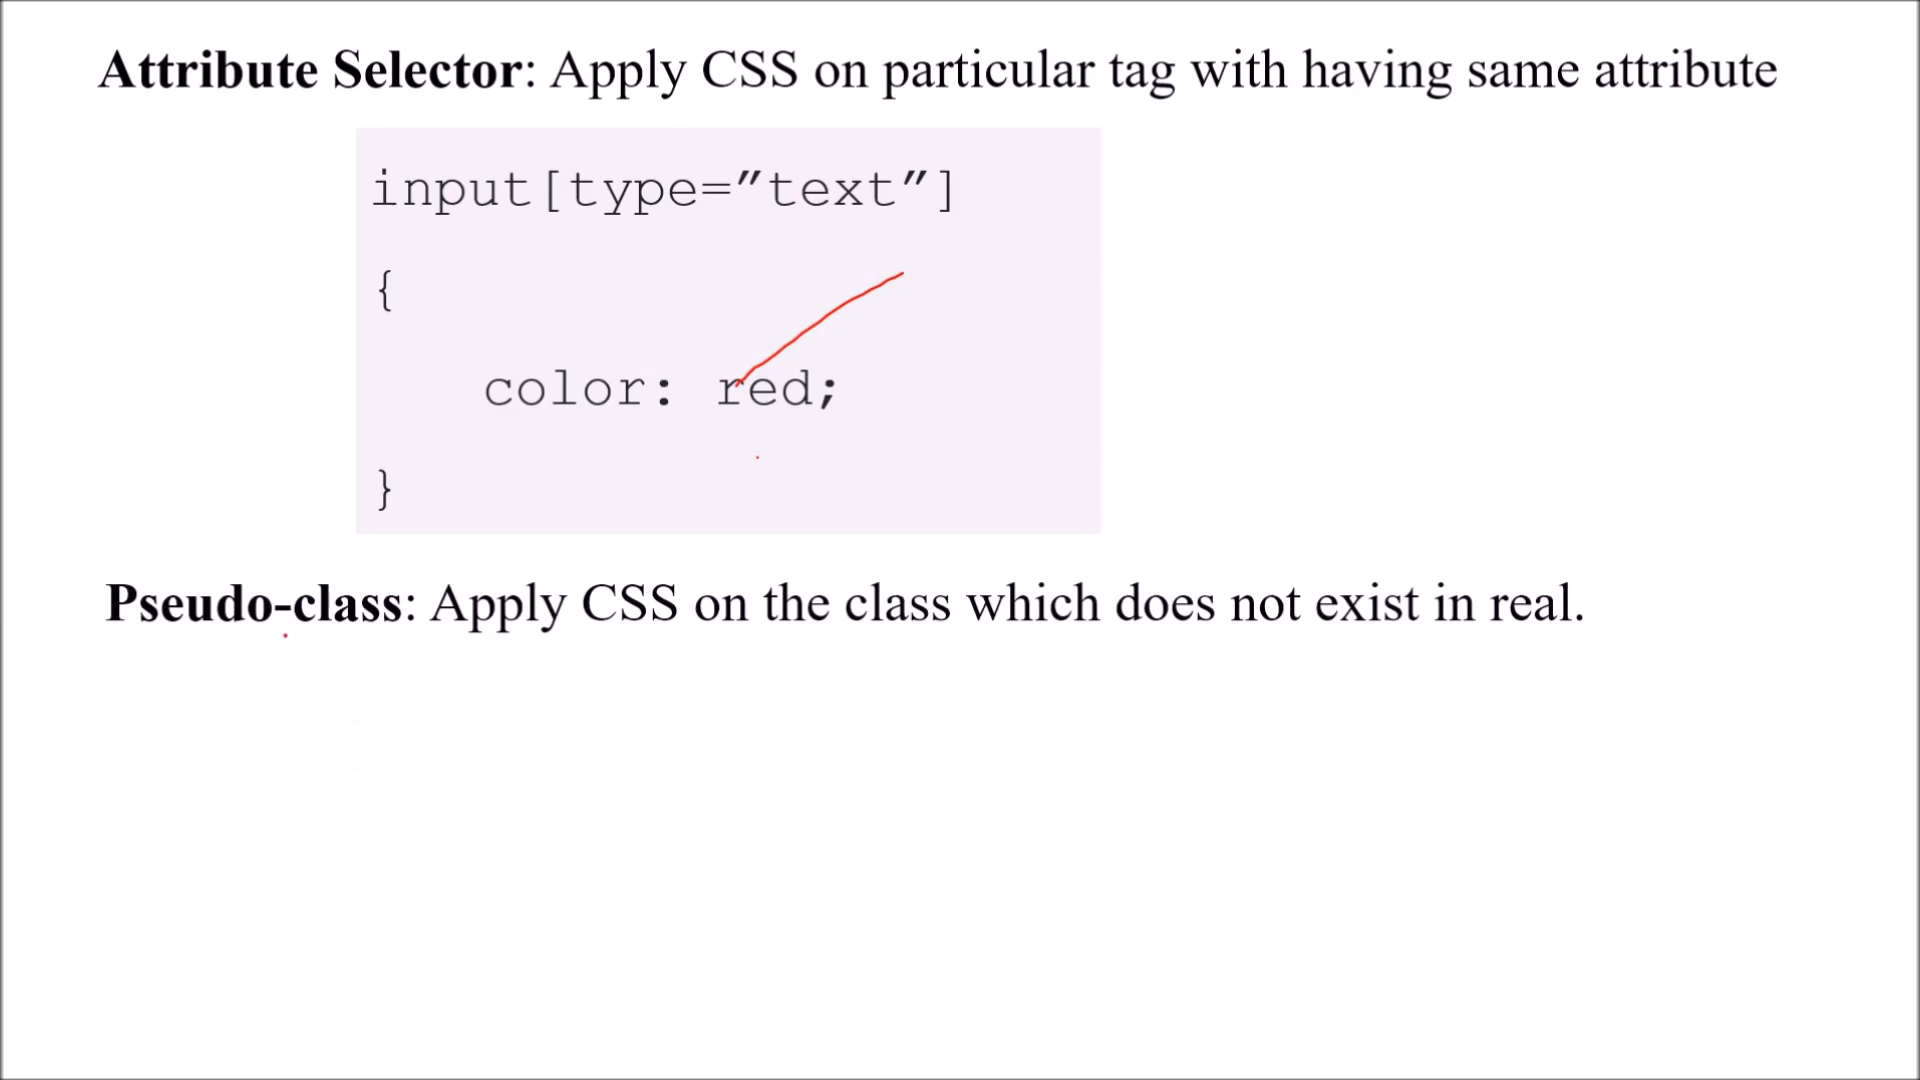 Attribute Selector: Apply CSS on particular tag with having same attribute
input[type=”text”]
{
color: red;
}
Pseudo-class: Apply CSS on the class which does not exist in real.